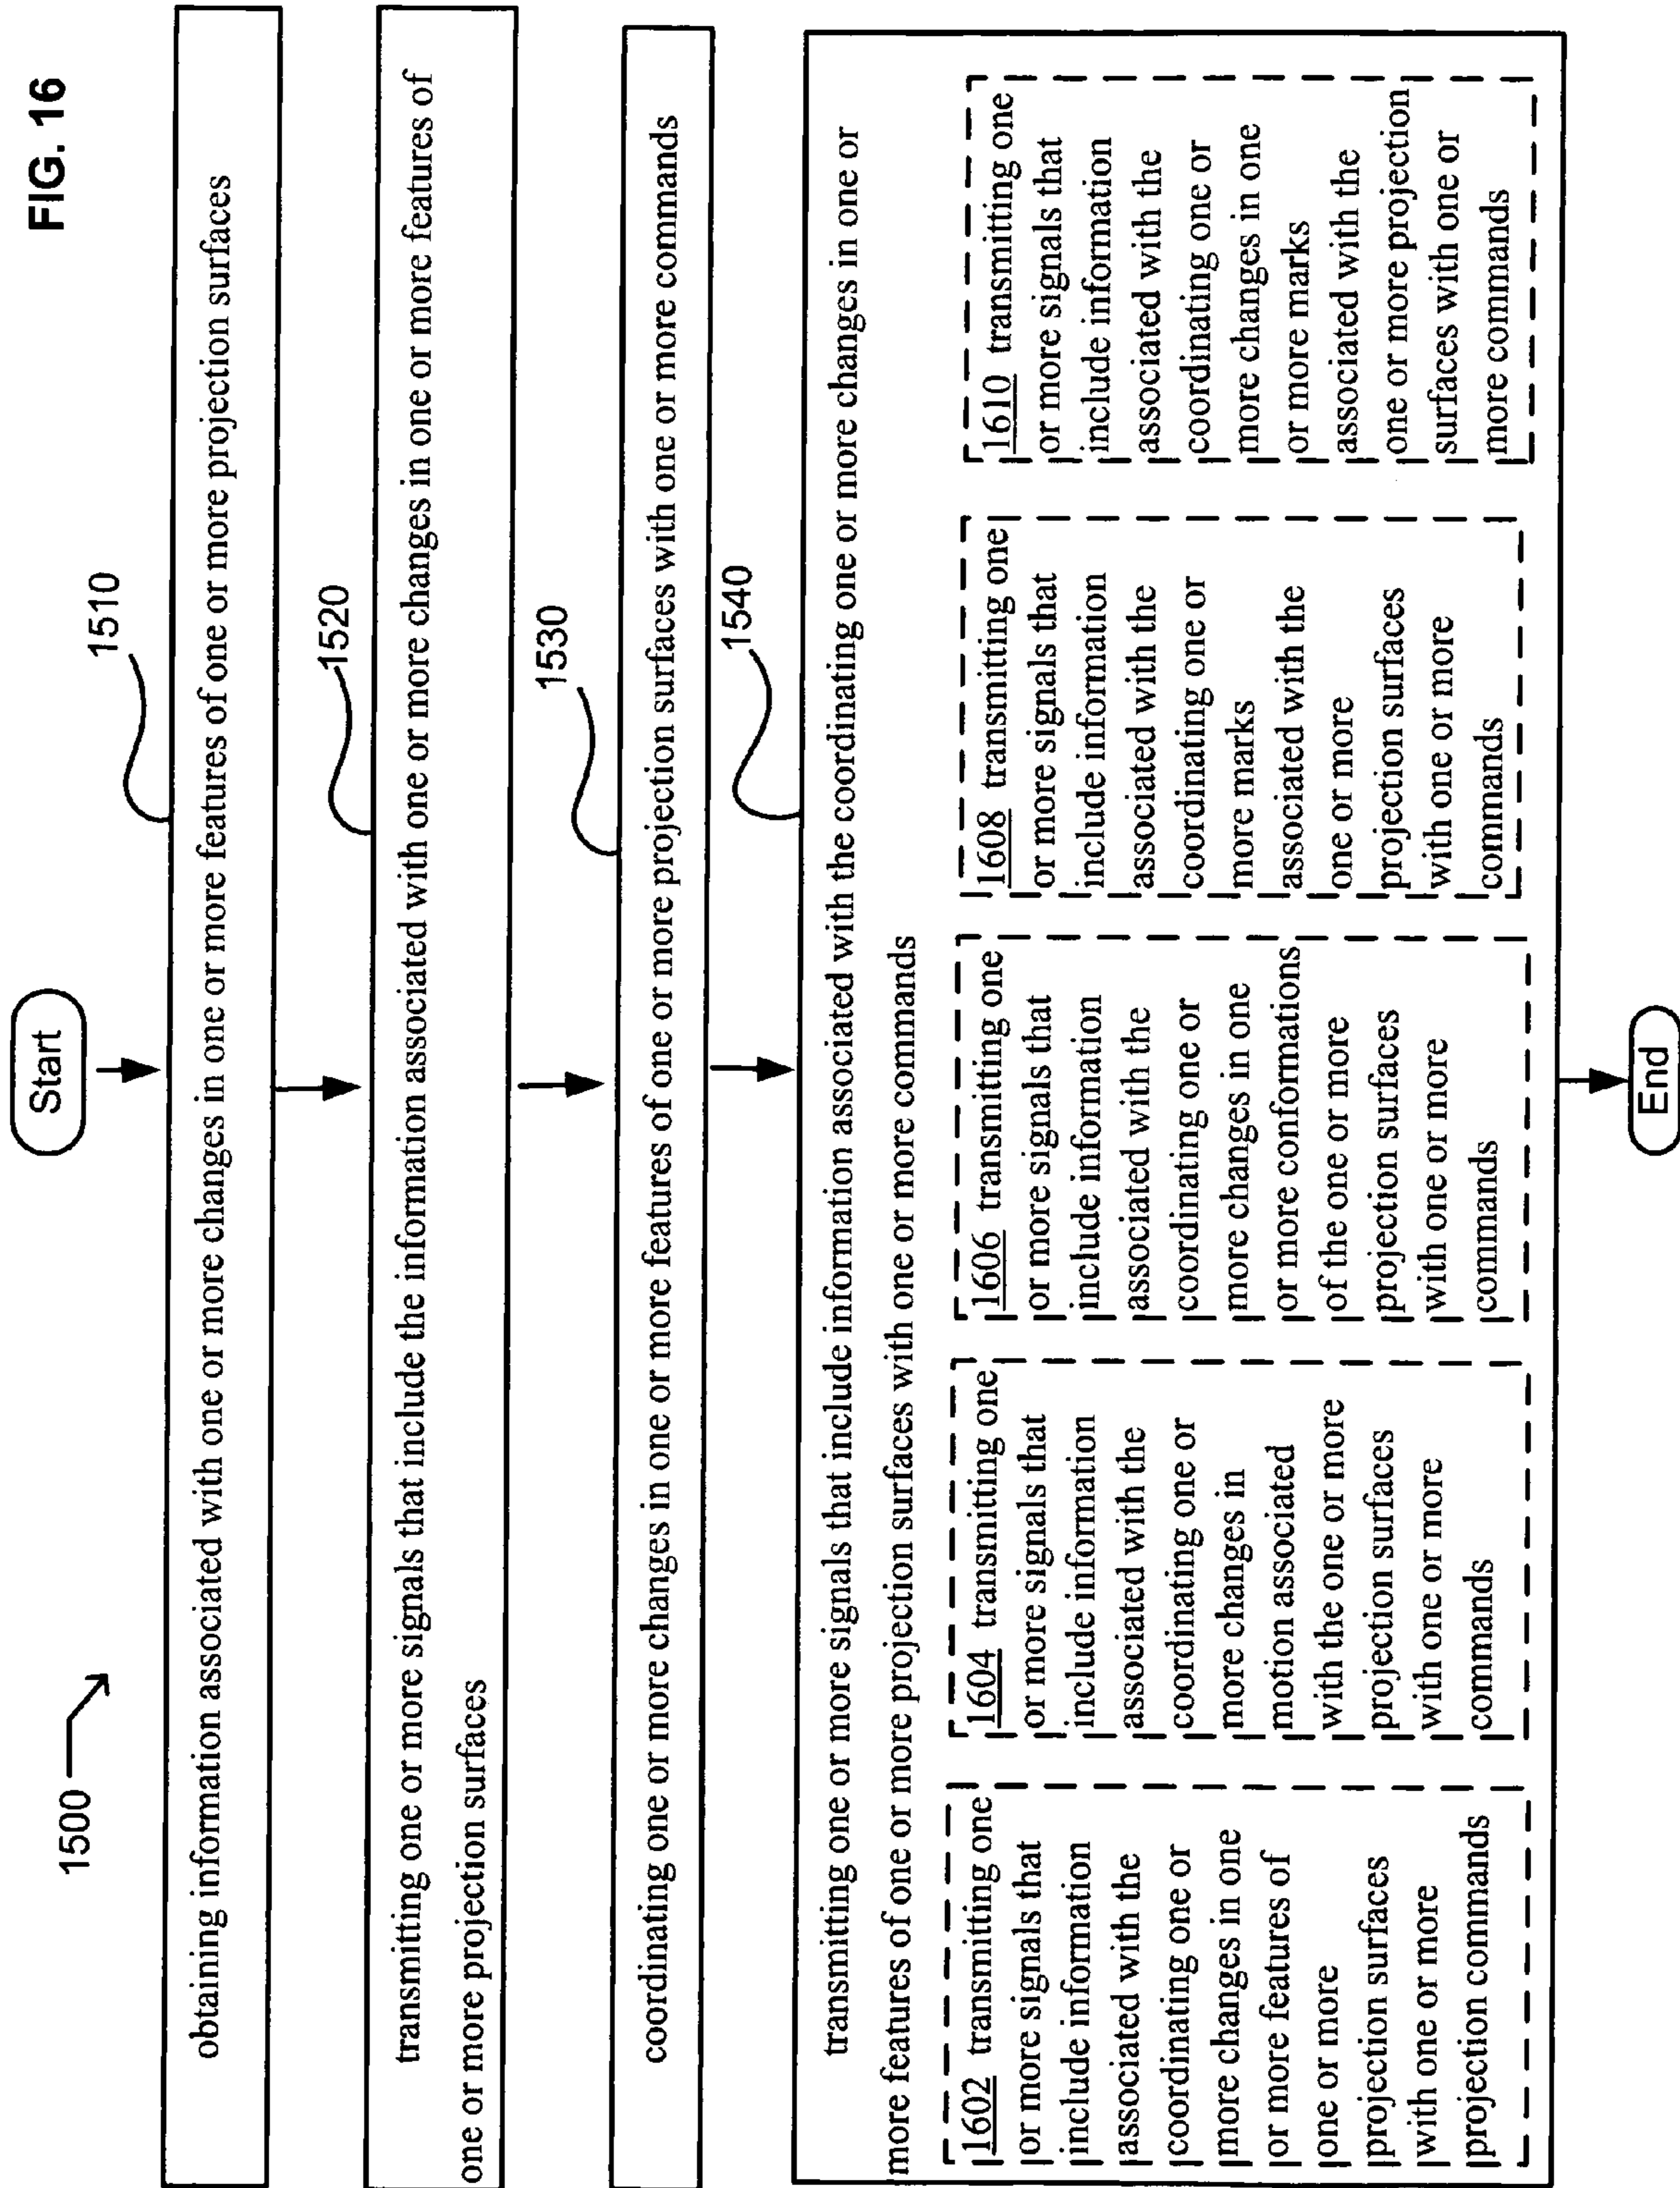 FIG. 16
1500
Start
1510
obtaining information associated with one or more changes in one or more features of one or more projection surfaces
1520
transmitting one or more signals that include the information associated with one or more changes in one or more features of
one or more projection surfaces
1530
coordinating one or more changes in one or more features of one or more projection surfaces with one or more commands
1540
transmitting one or more signals that include information associated with the coordinating one or more changes in one or
more features of one or more projection surfaces with one or more commands
1602 transmitting one
or more signals that
include information
associated with the
coordinating one or
more changes in one
or more features of
one or more
projection surfaces
with one or more
projection commands
1604 transmitting one
or more signals that
include information
associated with the
coordinating one or
more changes in
motion associated
with the one or more
projection surfaces
with one or more
commands
1606 transmitting one
or more signals that
include information
associated with the
coordinating one or
more changes in one
or more conformations
of the one or more
projection surfaces
with one or more
commands
1608 transmitting one
or more signals that
include information
associated with the
coordinating one or
more marks
associated with the
one or more
projection surfaces
with one or more
commands
1610 transmitting one
or more signals that
include information
associated with the
coordinating one or
more changes in one
or more marks
associated with the
one or more projection
surfaces with one or
more commands
End